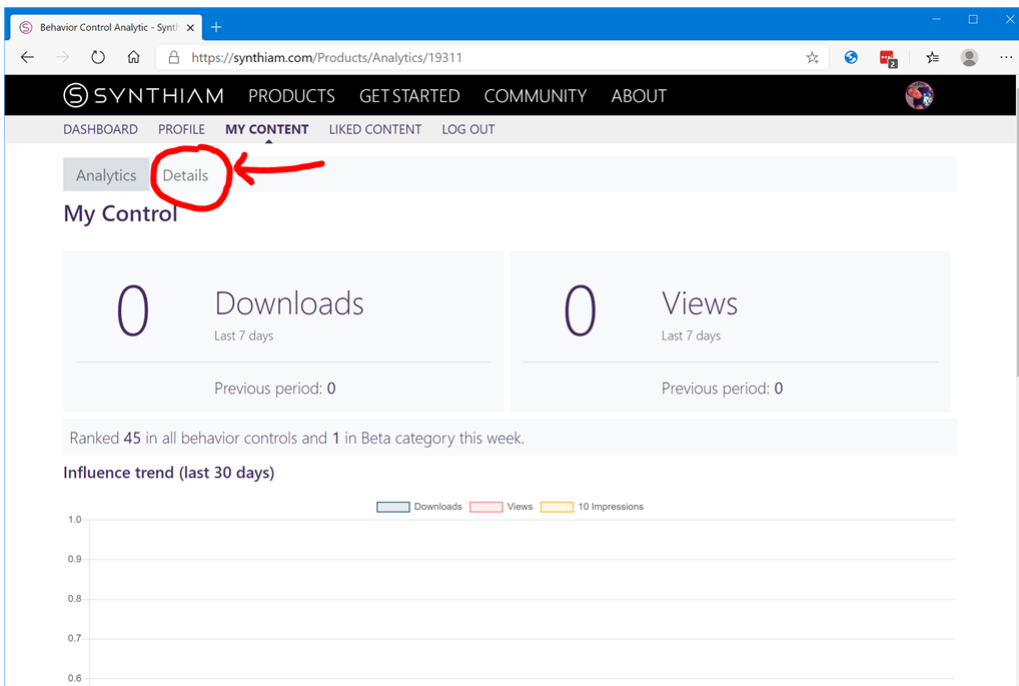 Behavior Control Analytic - Synth
https://synthiam.com/Products/Analytics/19311
2
SYNTHIAM PRODUCTS GET STARTED COMMUNITY ABOUT
DASHBOARD PROFILE MY CONTENT LIKED CONTENT LOG OUT
Analytics Details
My Control
0 Downloads
Last 7 days
Previous period: 0
0 Views
Last 7 days
Previous period: 0
Ranked 45 in all behavior controls and 1 in Beta category this week.
Influence trend (last 30 days)
Downloads Views 10 Impressions
1.0
0.9
0.8
0.7
0.6